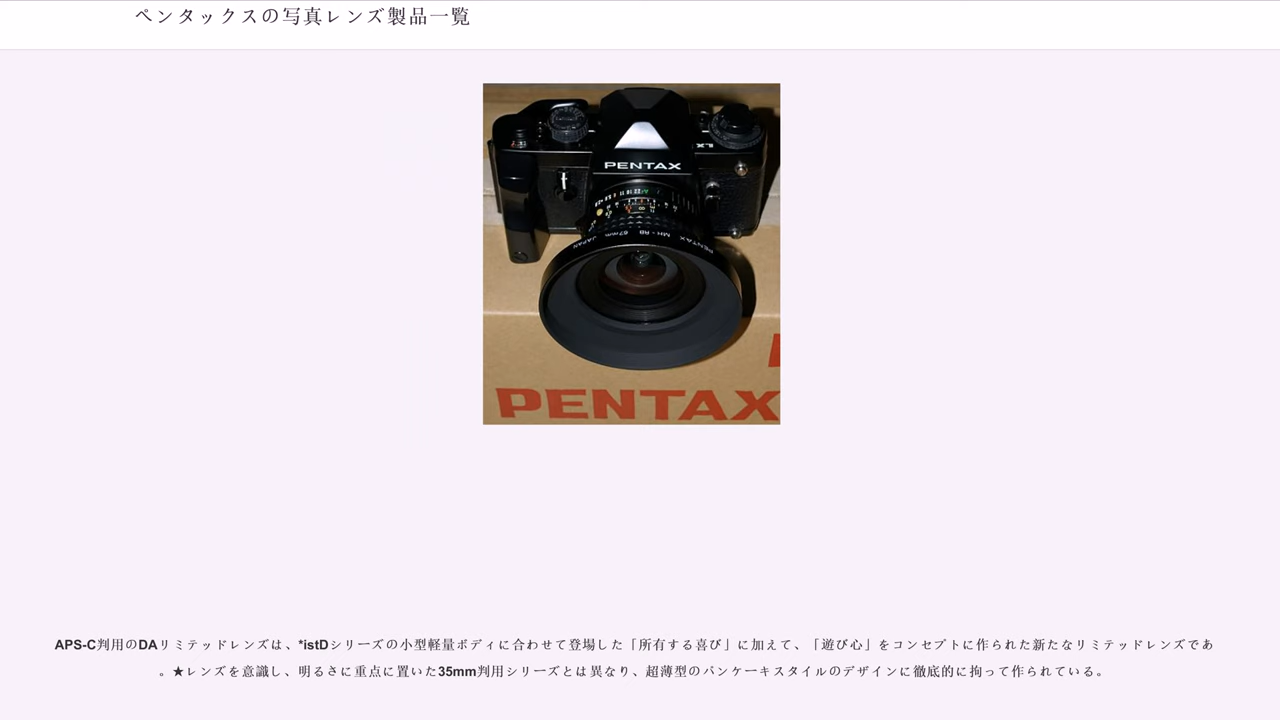 ペンタックスの写真レンズ製品一覧
LX
PENTAX
PENTAX MH-RB 67mm JAPAN
PENTAX
APS-C判用のDAリミテッドレンズは、*istDシリーズの小型軽量ボディに合わせて登場した「所有する喜び」に加えて、「遊び心」をコンセプトに作られた新たなリミテッドレンズであ
。★レンズを意識し、明るさに重点に置いた35mm判用シリーズとは異なり、超薄型のパンケーキスタイルのデザインに徹底的に拘って作られている。